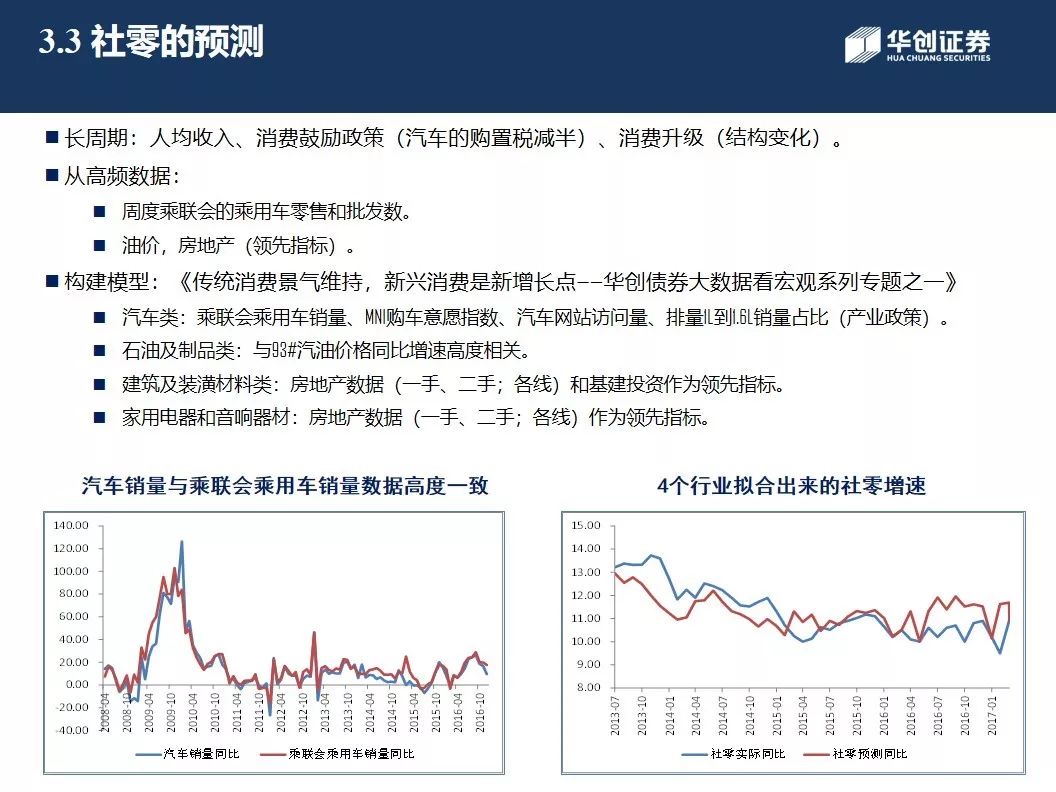 3.3 社零的预测
华创证券
HUA CHUANG SECURITIES
■ 长周期：人均收入、消费鼓励政策（汽车的购置税减半）、消费升级（结构变化）。
■ 从高频数据：
■ 周度乘联会的乘用车零售和批发数。
■ 油价，房地产（领先指标）。
■ 构建模型：《传统消费景气维持，新兴消费是新增长点——华创债券大数据看宏观系列专题之一》
■ 汽车类：乘联会乘用车销量、MNI购车意愿指数、汽车网站访问量、排量1L到1.6L销量占比（产业政策）。
■ 石油及制品类：与93#汽油价格同比增速高度相关。
■ 建筑及装潢材料类：房地产数据（一手、二手；各线）和基建投资作为领先指标。
■ 家用电器和音响器材：房地产数据（一手、二手；各线）作为领先指标。
汽车销量与乘联会乘用车销量数据高度一致
140.00
120.00
100.00
80.00
60.00
40.00
20.00
0.00
-20.00
-40.00
2008-04
2008-10
2009-04
2009-10
2010-04
2010-10
2011-04
2011-10
2012-04
2012-10
2013-04
2013-10
2014-04
2014-10
2015-04
2015-10
2016-04
2016-10
汽车销量同比
乘联会乘用车销量同比
4个行业拟合出来的社零增速
15.00
14.00
13.00
12.00
11.00
10.00
9.00
8.00
2013-07
2013-10
2014-01
2014-04
2014-07
2014-10
2015-01
2015-04
2015-07
2015-10
2016-01
2016-04
2016-07
2016-10
2017-01
社零实际同比
社零预测同比